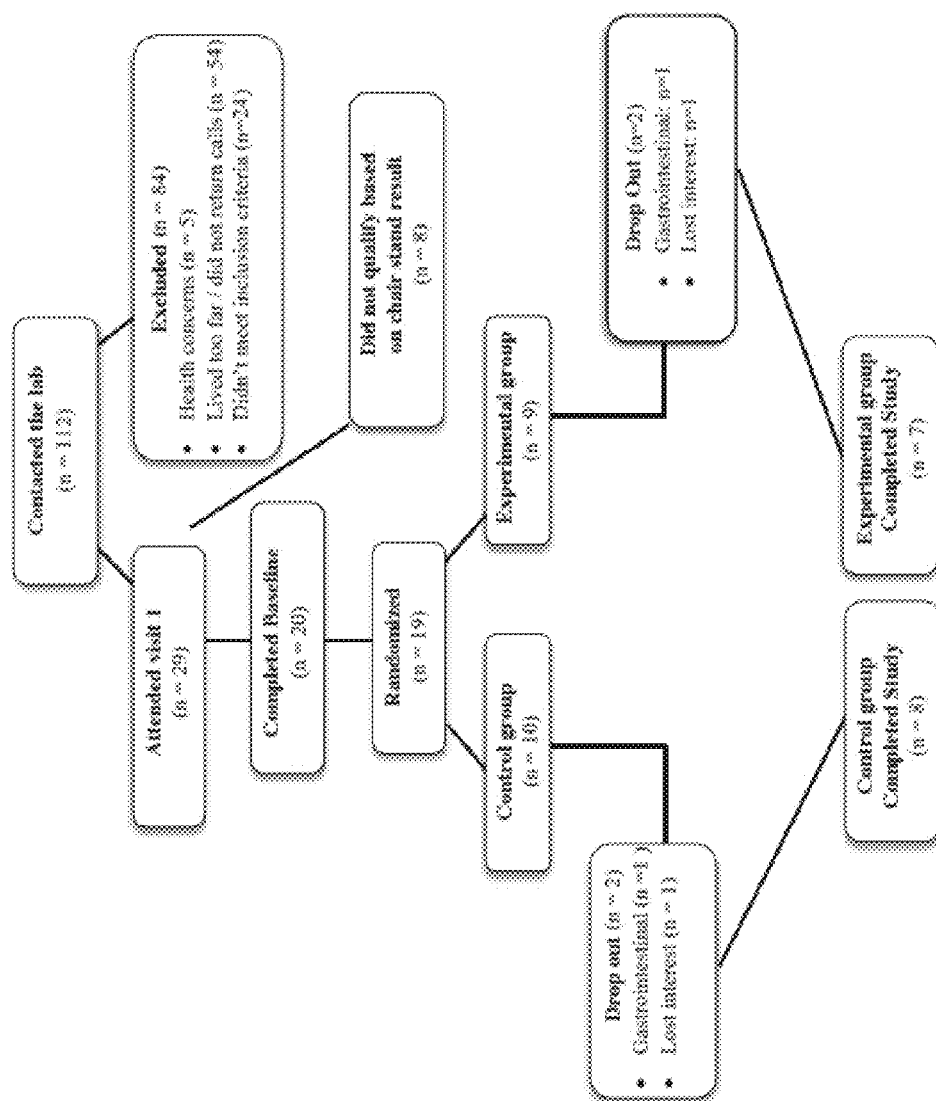 Contacted the lab
(n = 112)
Excluded (n = 84)
• Health concerns (n = 5)
• Lived too far / did not return calls (n = 54)
• Didn't meet inclusion criteria (n=24)
Attended visit 1
(n = 29)
Did not qualify based
on chair stand result
(n = 8)
Completed Baseline
(n = 20)
Randomized
(n = 19)
Control group
(n = 10)
Experimental group
(n = 9)
Drop out (n = 2)
• Gastrointestinal (n =1 )
• Lost interest (n = 1)
Drop Out (n=2)
• Gastrointestinal: n=1
• Lost interest: n=1
Control group
Completed Study
(n = 8)
Experimental group
Completed Study
(n = 7)